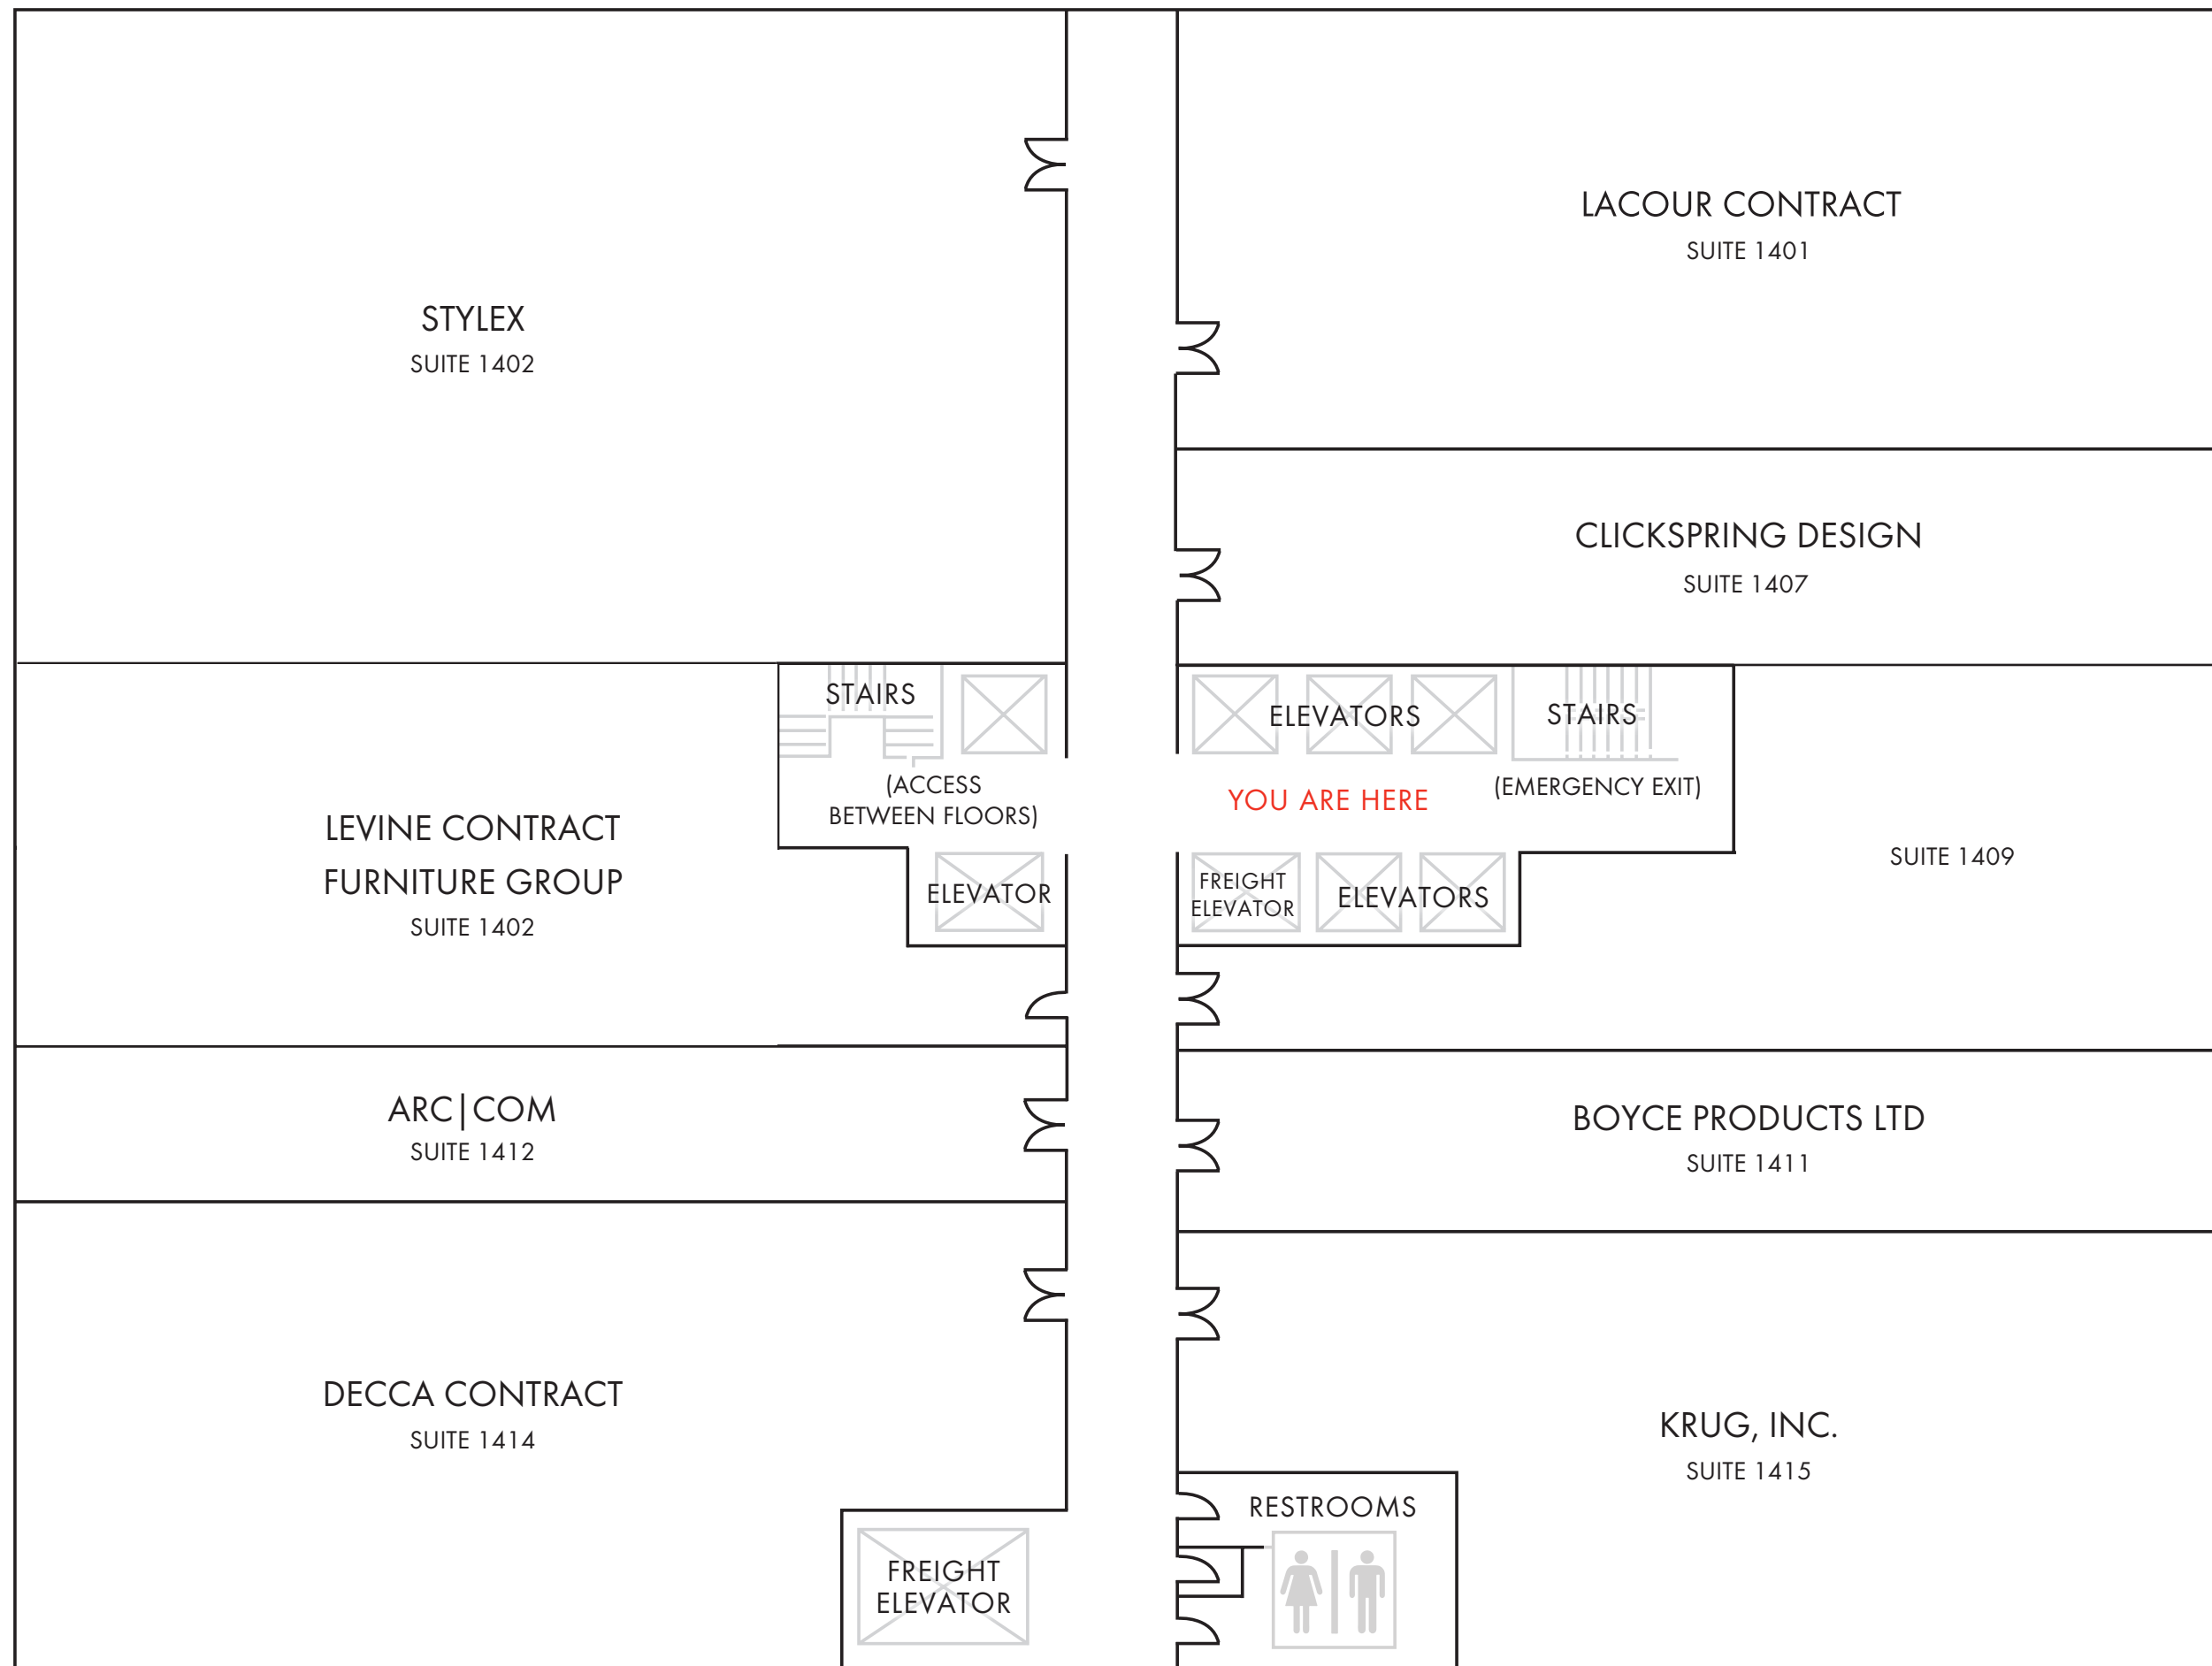 LACOUR CONTRACT
SUITE 1401
STYLEX
SUITE 1402
CLICKSPRING DESIGN
SUITE 1407
STAIRS
(ACCESS
BETWEEN FLOORS)
ELEVATOR
ELEVATORS
STAIRS
(EMERGENCY EXIT)
YOU ARE HERE
FREIGHT
ELEVATOR
ELEVATORS
LEVINE CONTRACT
FURNITURE GROUP
SUITE 1402
SUITE 1409
ARC|COM
SUITE 1412
BOYCE PRODUCTS LTD
SUITE 1411
DECCA CONTRACT
SUITE 1414
KRUG, INC.
SUITE 1415
FREIGHT
ELEVATOR
RESTROOMS